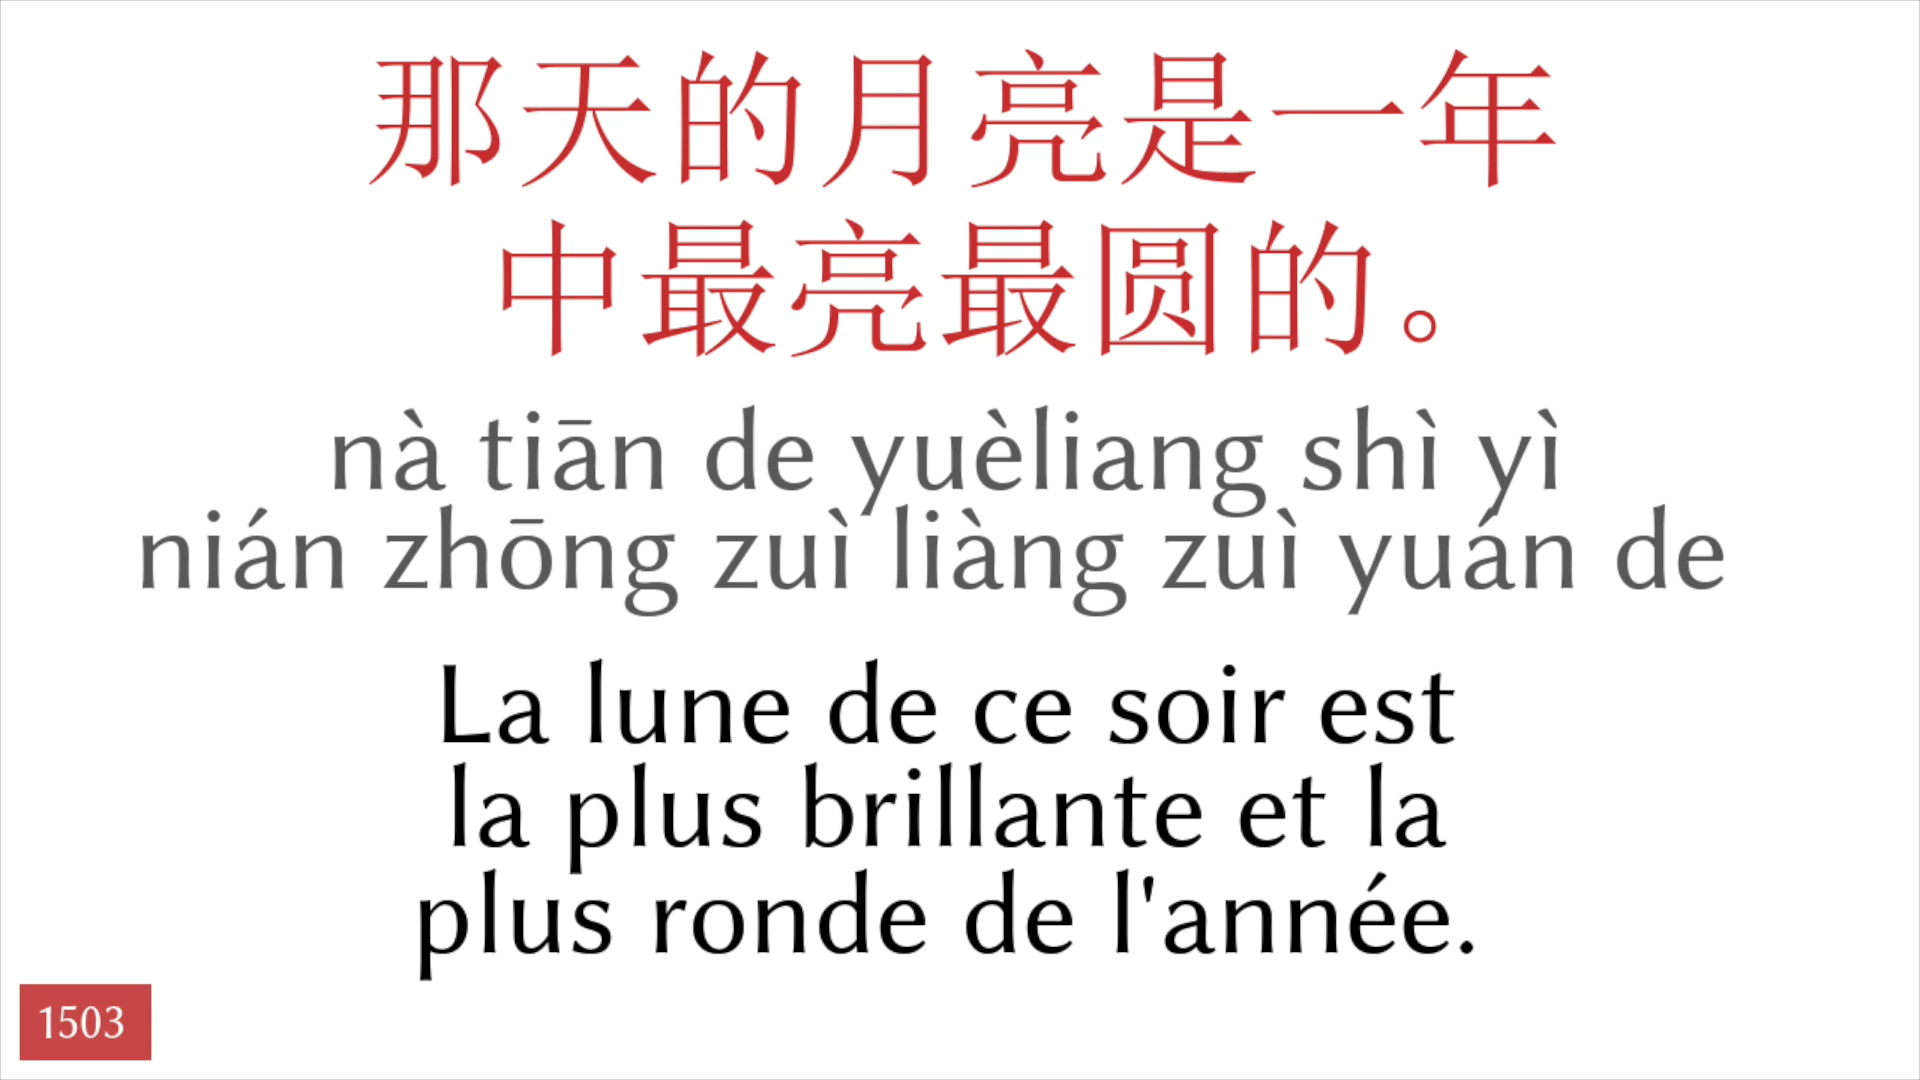 那天的月亮是一年
中最亮最圆的。
nà tiān de yuèliang shì yì
nián zhōng zuì liàng zuì yuán de
La lune de ce soir est
la plus brillante et la
plus ronde de l'année.
1503